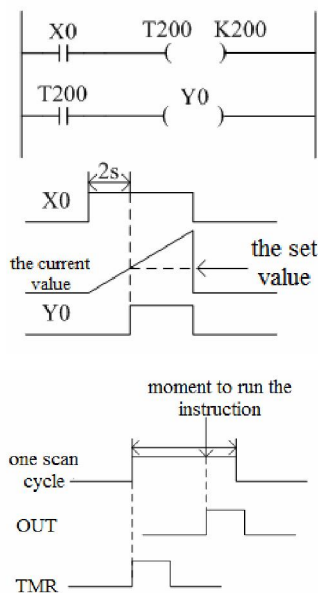 X0 T200 K200
T200 Y0
2s
X0
the set
value
the current
value
Y0
moment to run the
instruction
one scan
cycle
OUT
TMR